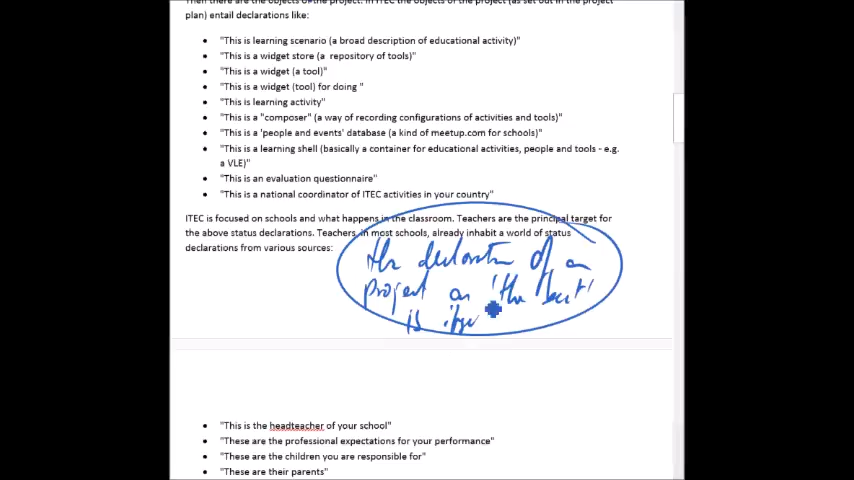 Then there are the objects of the project. In ITEC the objects of the project (as set out in the project
plan) entail declarations like:
• "This is learning scenario (a broad description of educational activity)"
• "This is a widget store (a repository of tools)"
• "This is a widget (a tool)"
• "This is a widget (tool) for doing "
• "This is learning activity"
• "This is a "composer" (a way of recording configurations of activities and tools)"
• "This is a 'people and events' database (a kind of meetup.com for schools)"
• "This is a learning shell (basically a container for educational activities, people and tools - e.g.
a VLE)"
• "This is an evaluation questionnaire"
• "This is a national coordinator of ITEC activities in your country"
ITEC is focused on schools and what happens in the classroom. Teachers are the principal target for
the above status declarations. Teachers, in most schools, already inhabit a world of status
declarations from various sources:
the declaration of a
project as 'the best'
is
• "This is the headteacher of your school"
• "These are the professional expectations for your performance"
• "These are the children you are responsible for"
• "These are their parents"